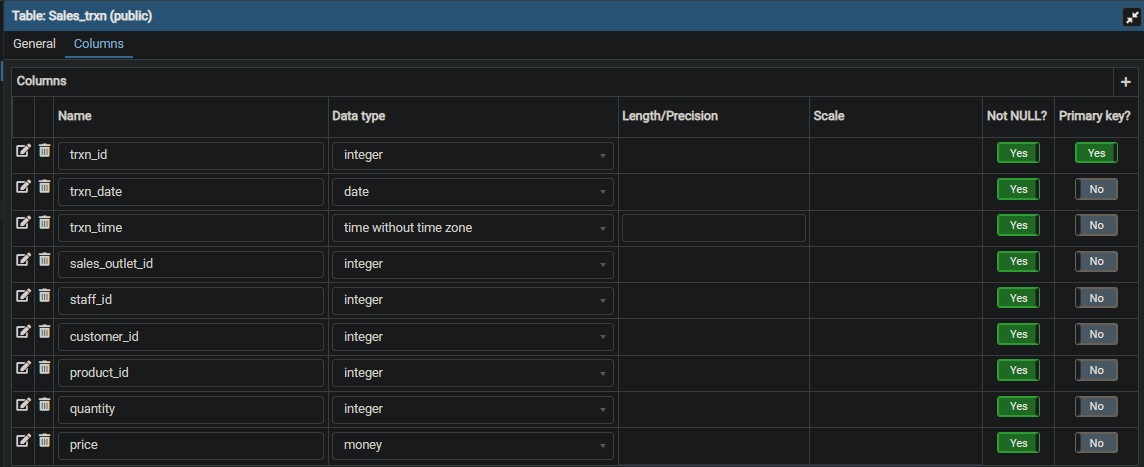 Table: Sales_trxn (public)
General Columns
Columns
Name Data type Length/Precision Scale Not NULL? Primary key?
trxn_id integer Yes Yes
trxn_date date Yes No
trxn_time time without time zone Yes No
sales_outlet_id integer Yes No
staff_id integer Yes No
customer_id integer Yes No
product_id integer Yes No
quantity integer Yes No
price money Yes No